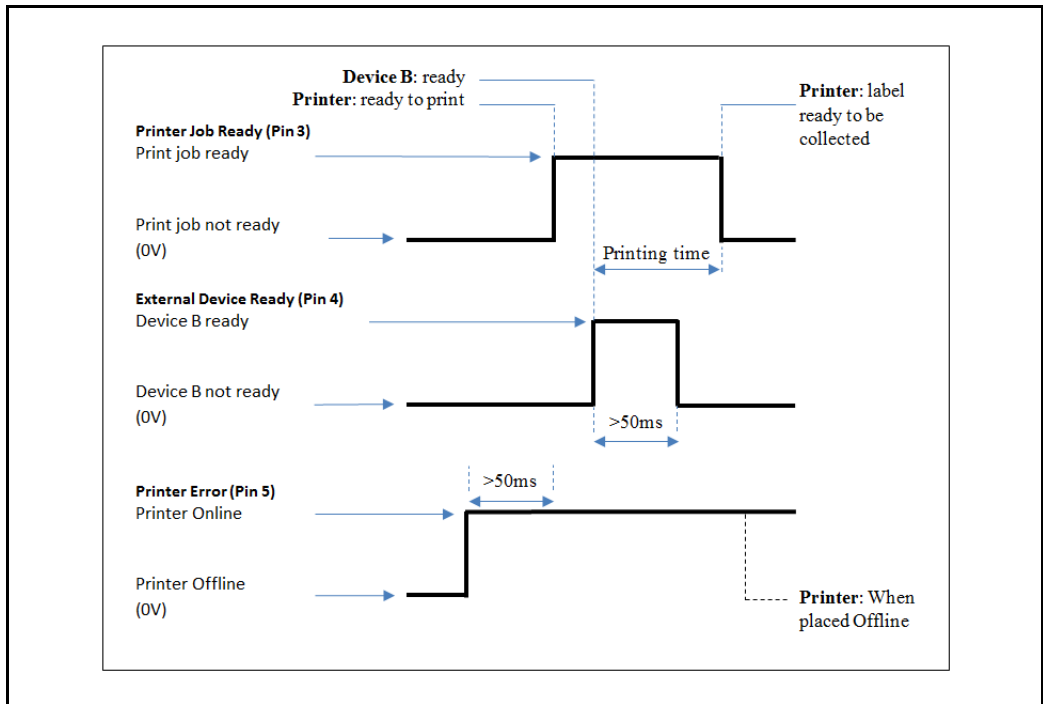 Device B: ready
Printer: ready to print
Printer: label
ready to be
collected
Printer Job Ready (Pin 3)
Print job ready
Print job not ready
(0V)
Printing time
External Device Ready (Pin 4)
Device B ready
Device B not ready
(0V)
>50ms
>50ms
Printer Error (Pin 5)
Printer Online
Printer Offline
(0V)
Printer: When
placed Offline